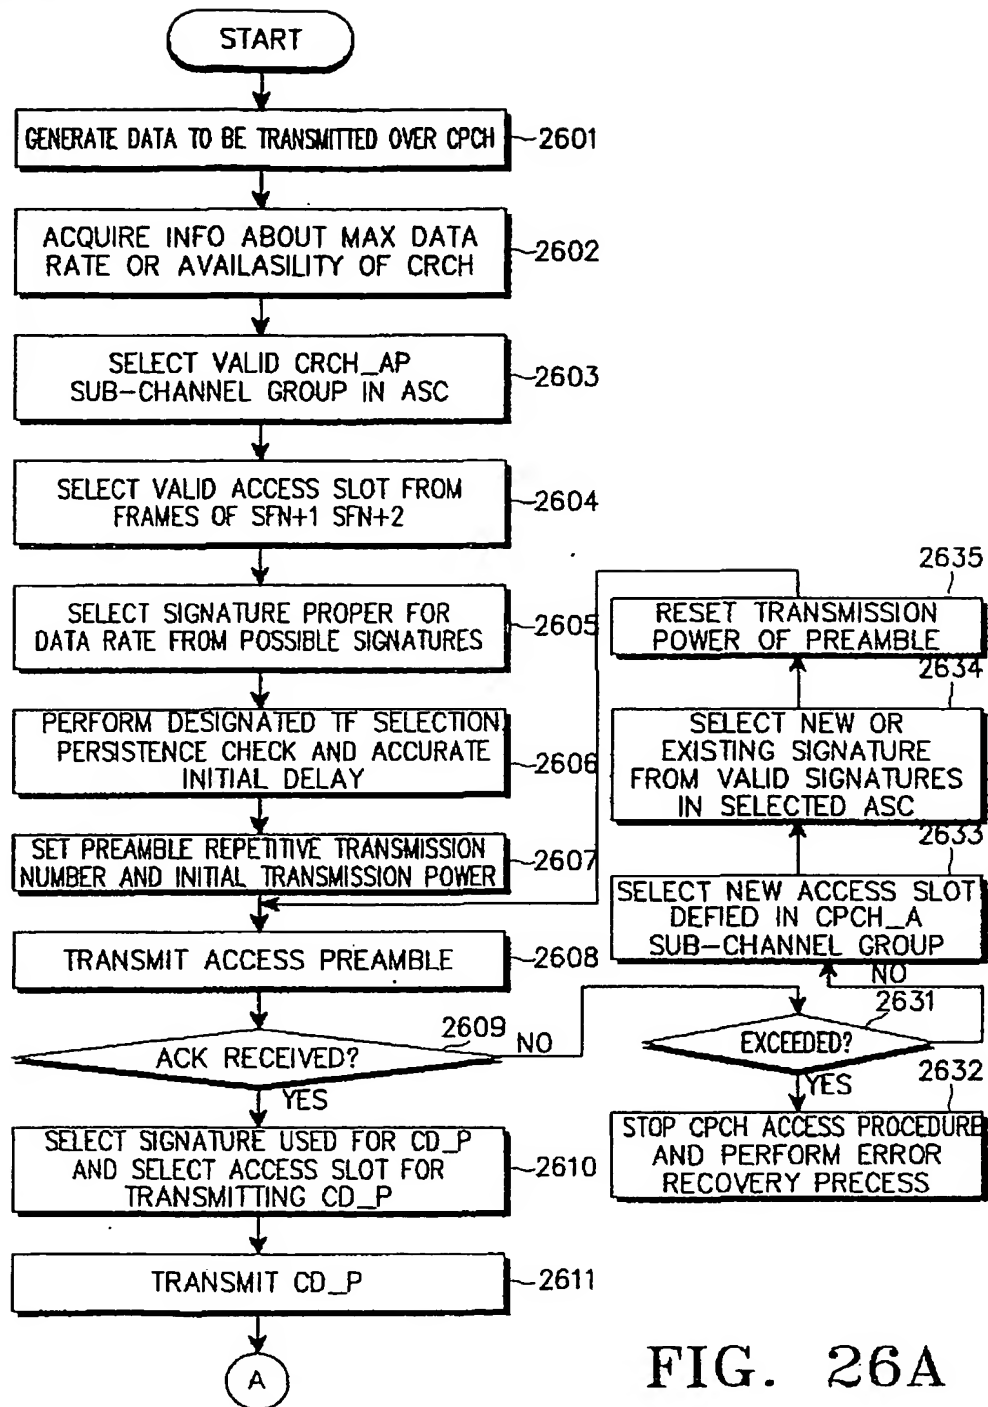 START
GENERATE DATA TO BE TRANSMITTED OVER CPCH
2601
ACQUIRE INFO ABOUT MAX DATA
RATE OR AVAILASILITY OF CRCH
2602
SELECT VALID CRCH_AP
SUB-CHANNEL GROUP IN ASC
2603
SELECT VALID ACCESS SLOT FROM
FRAMES OF SFN+1 SFN+2
2604
SELECT SIGNATURE PROPER FOR
DATA RATE FROM POSSIBLE SIGNATURES
2605
PERFORM DESIGNATED TF SELECTION,
PERSISTENCE CHECK AND ACCURATE
INITIAL DELAY
2606
SET PREAMBLE REPETITIVE TRANSMISSION
NUMBER AND INITIAL TRANSMISSION POWER
2607
TRANSMIT ACCESS PREAMBLE
2608
ACK RECEIVED?
2609
NO
YES
SELECT SIGNATURE USED FOR CD_P
AND SELECT ACCESS SLOT FOR
TRANSMITTING CD_P
2610
TRANSMIT CD_P
2611
A
2635
RESET TRANSMISSION
POWER OF PREAMBLE
2634
SELECT NEW OR
EXISTING SIGNATURE
FROM VALID SIGNATURES
IN SELECTED ASC
2633
SELECT NEW ACCESS SLOT
DEFIED IN CPCH_A
SUB-CHANNEL GROUP
NO
2631
EXCEEDED?
YES
2632
STOP CPCH ACCESS PROCEDURE
AND PERFORM ERROR
RECOVERY PRECESS
FIG. 26A